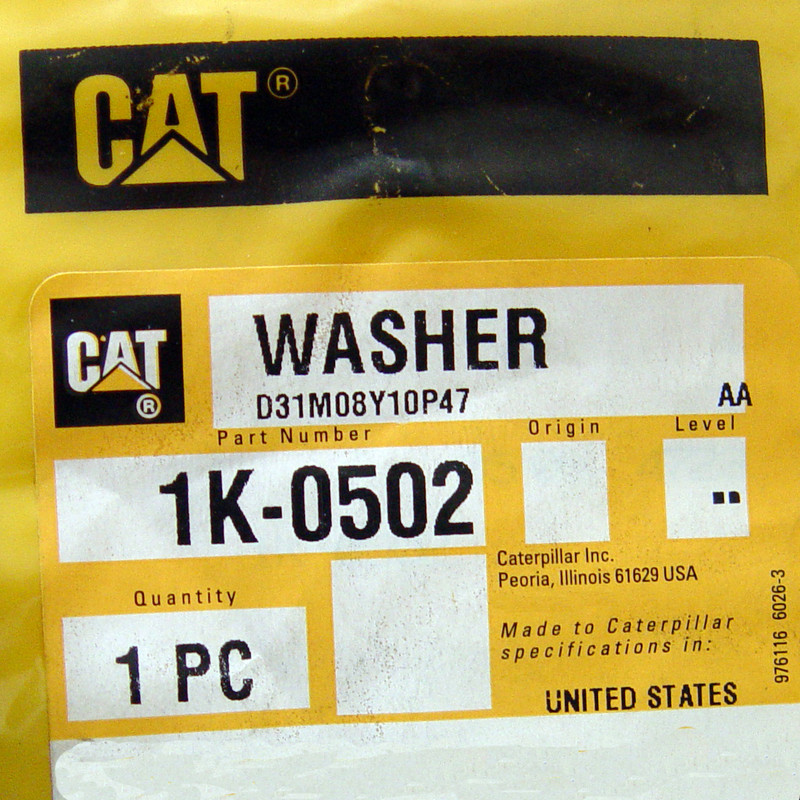 CAT®
CAT®
WASHER
D31M08Y10P47 AA
Part Number Origin Level
1K-0502 ..
Caterpillar Inc.
Peoria, Illinois 61629 USA
Quantity
1 PC
Made to Caterpillar
specifications in:
UNITED STATES
976116 6026-3